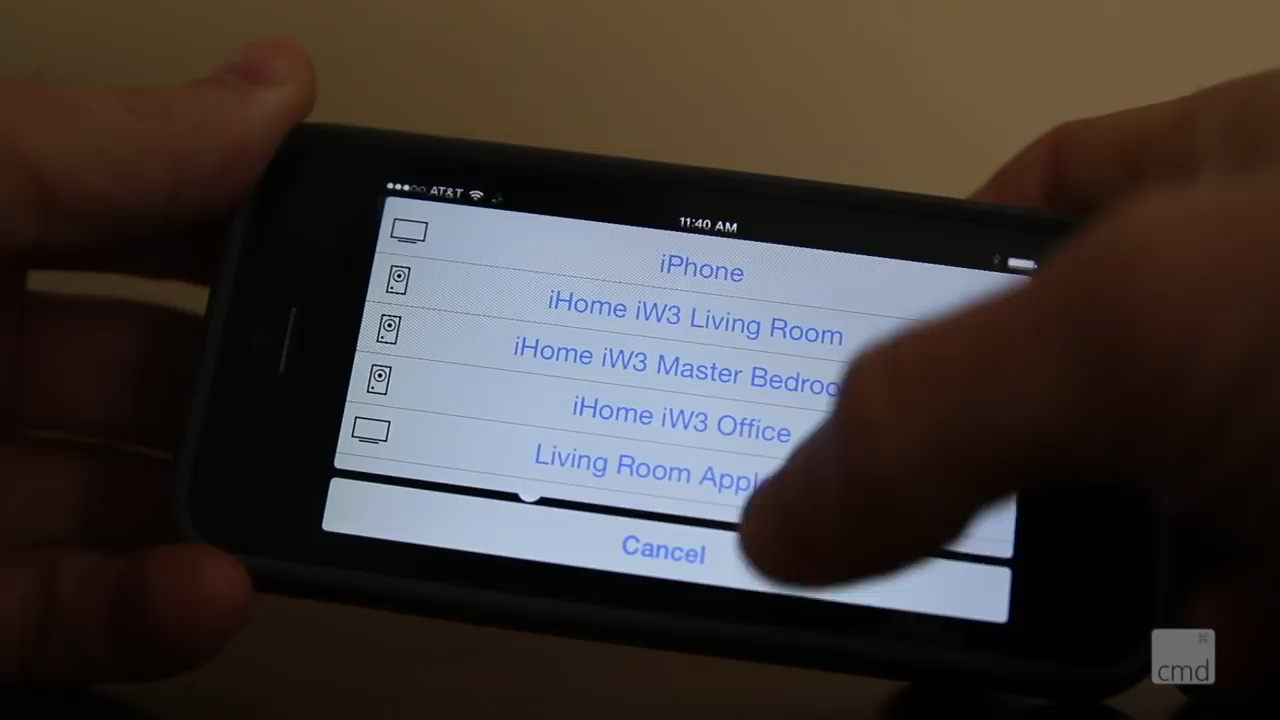 AT&T
11:40 AM
iPhone
iHome iW3 Living Room
iHome iW3 Master Bedroo
iHome iW3 Office
Living Room Appl
Cancel
⌘
cmd